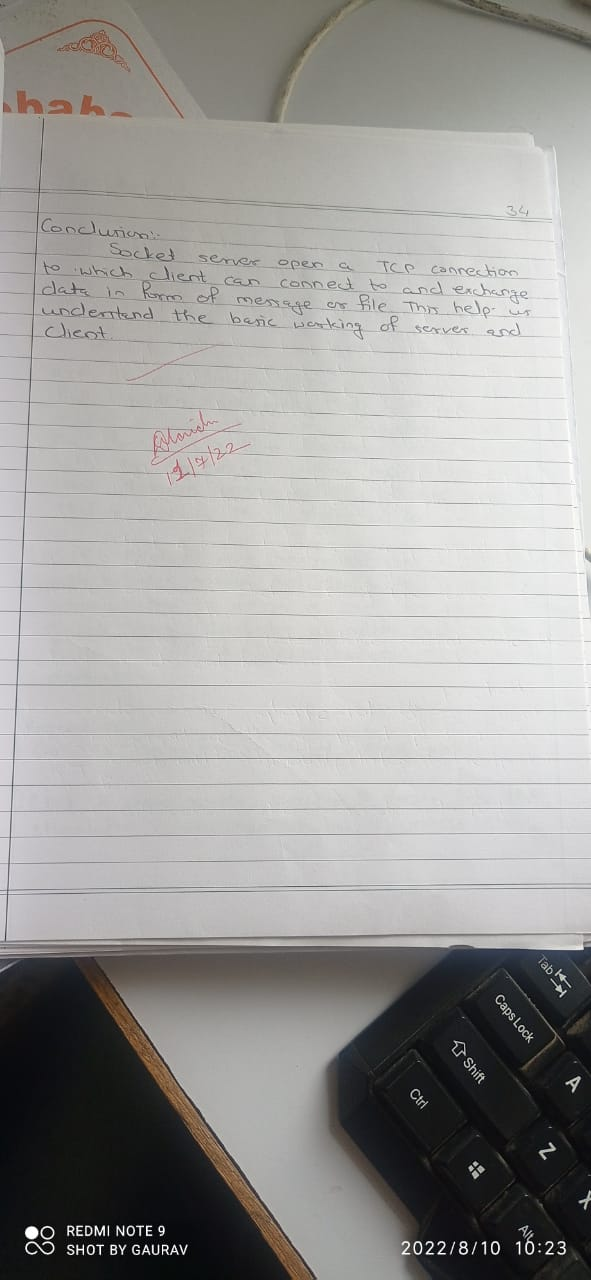 34
Conclusion:-
Socket server open a TCP connection
to which client can connect to and exchange
data in form of message or file This help us
understand the basic working of server and
client.
Tab
Caps Lock
Shift
A
Ctrl
Z
X
Alt
REDMI NOTE 9
SHOT BY GAURAV
2022/8/10 10:23